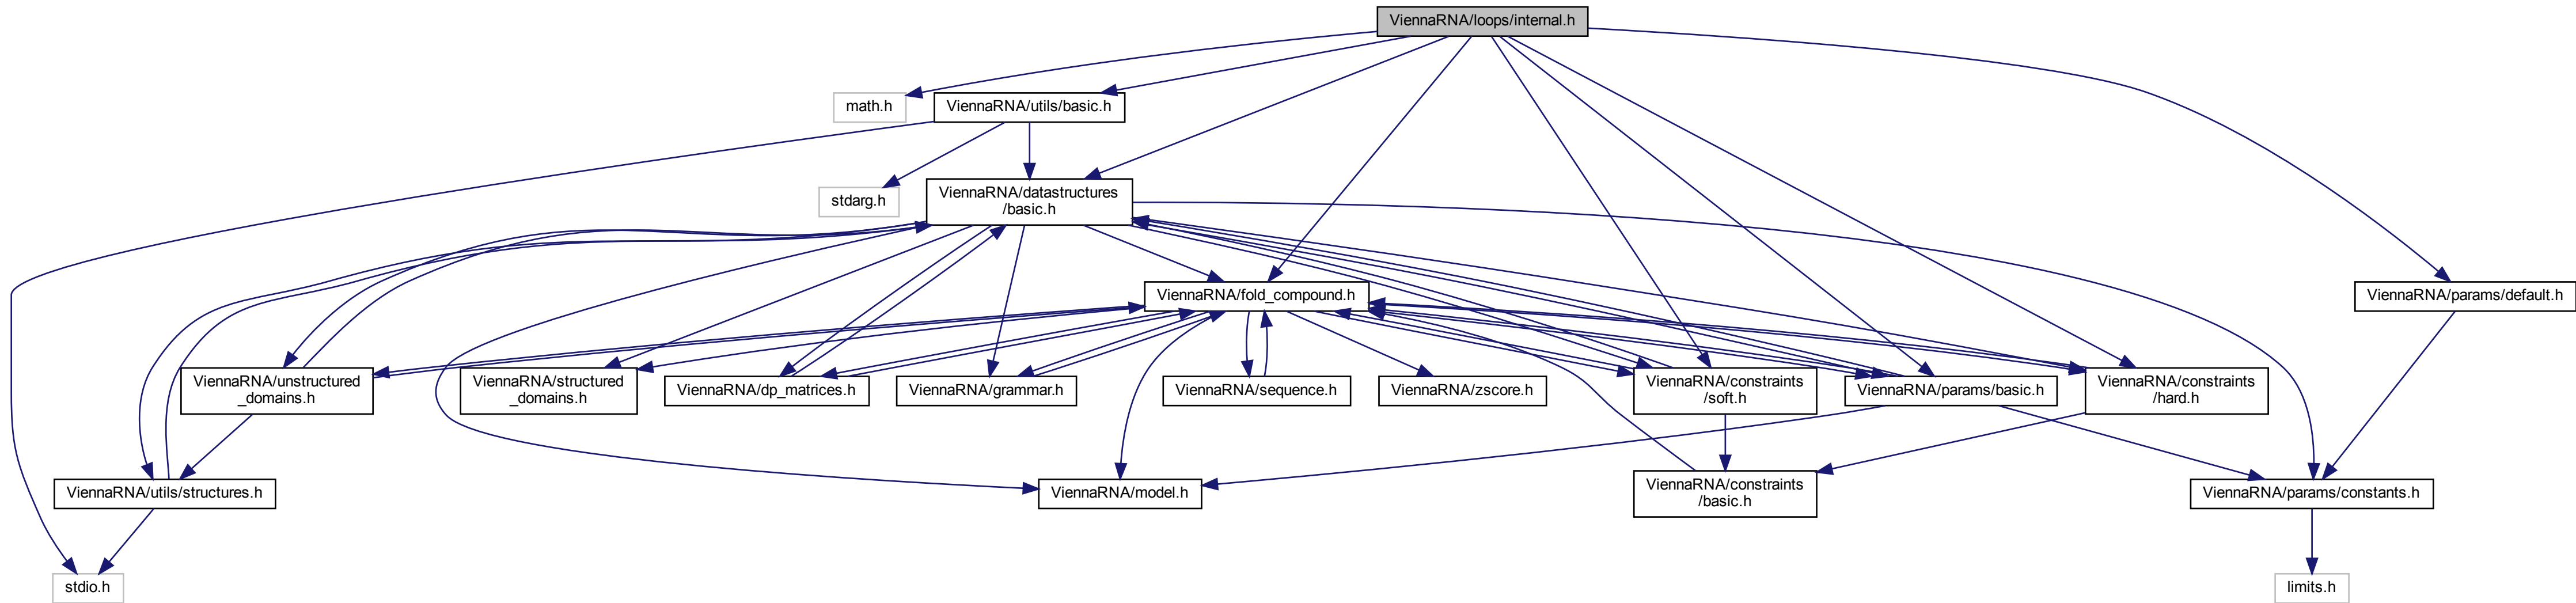 ViennaRNA/loops/internal.h
math.h
ViennaRNA/utils/basic.h
stdarg.h
ViennaRNA/datastructures
/basic.h
ViennaRNA/fold_compound.h
ViennaRNA/params/default.h
ViennaRNA/unstructured
_domains.h
ViennaRNA/structured
_domains.h
ViennaRNA/dp_matrices.h
ViennaRNA/grammar.h
ViennaRNA/sequence.h
ViennaRNA/zscore.h
ViennaRNA/constraints
/soft.h
ViennaRNA/params/basic.h
ViennaRNA/constraints
/hard.h
ViennaRNA/utils/structures.h
ViennaRNA/model.h
ViennaRNA/constraints
/basic.h
ViennaRNA/params/constants.h
stdio.h
limits.h